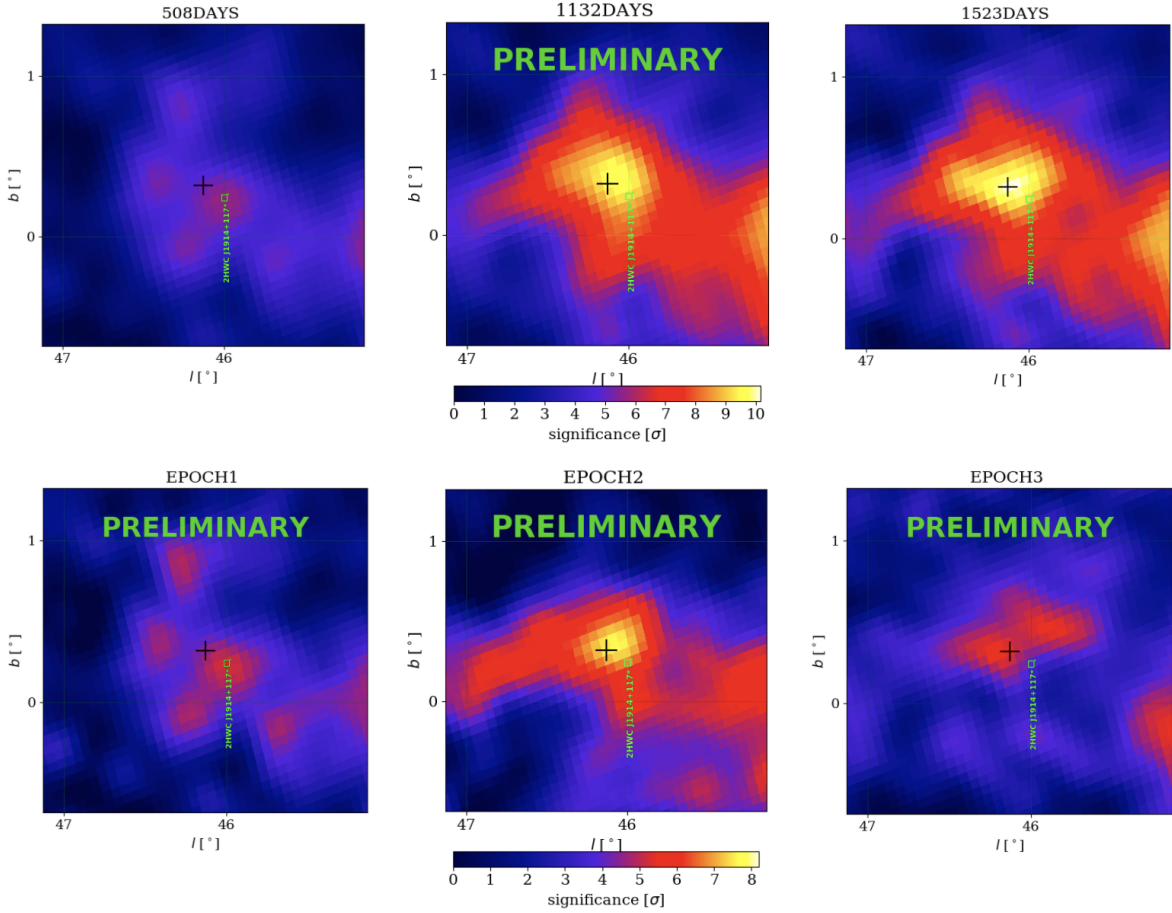 508DAYS
1132DAYS
1523DAYS
PRELIMINARY
b [°]
1
0
47
46
l [°]
2HWC J1914+117*
b [°]
1
0
47
46
l [°]
2HWC J1914+117*
b [°]
1
0
47
46
l [°]
2HWC J1914+117*
0 1 2 3 4 5 6 7 8 9 10
significance [σ]
EPOCH1
EPOCH2
EPOCH3
PRELIMINARY
PRELIMINARY
PRELIMINARY
b [°]
1
0
47
46
l [°]
2HWC J1914+117*
b [°]
1
0
47
46
l [°]
2HWC J1914+117*
b [°]
1
0
47
46
l [°]
2HWC J1914+117*
0 1 2 3 4 5 6 7 8
significance [σ]